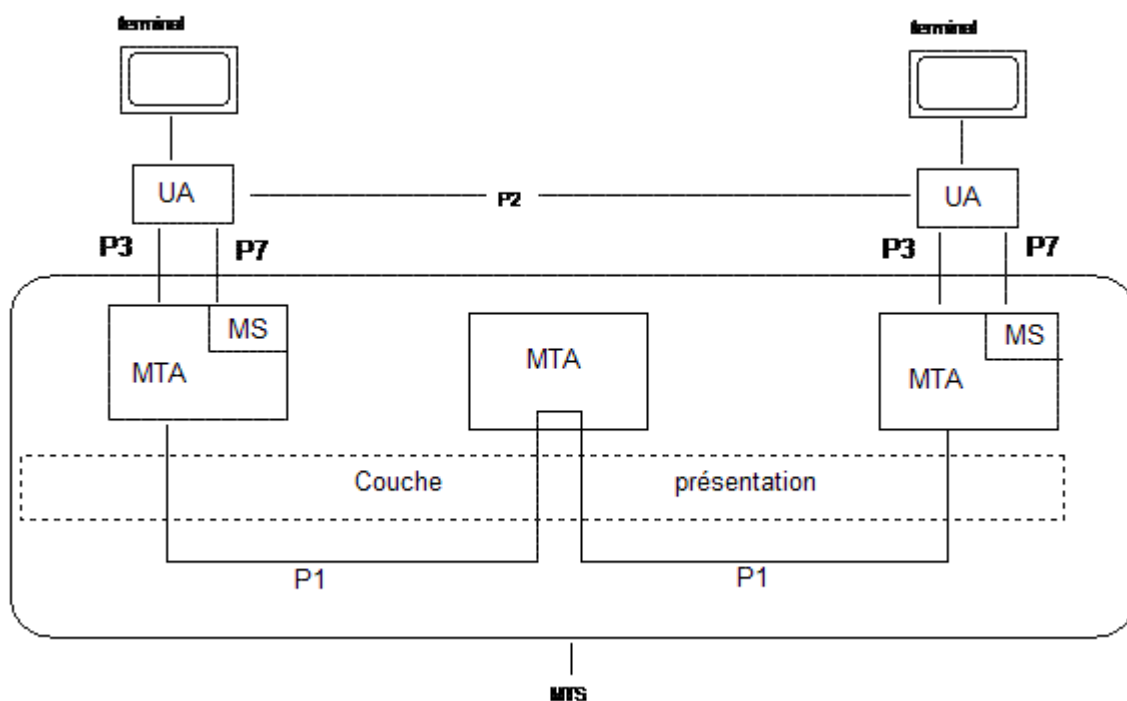 terminal
terminal
UA
P2
UA
P3
P7
P3
P7
MS
MTA
MTA
MS
MTA
Couche présentation
P1
P1
MTS